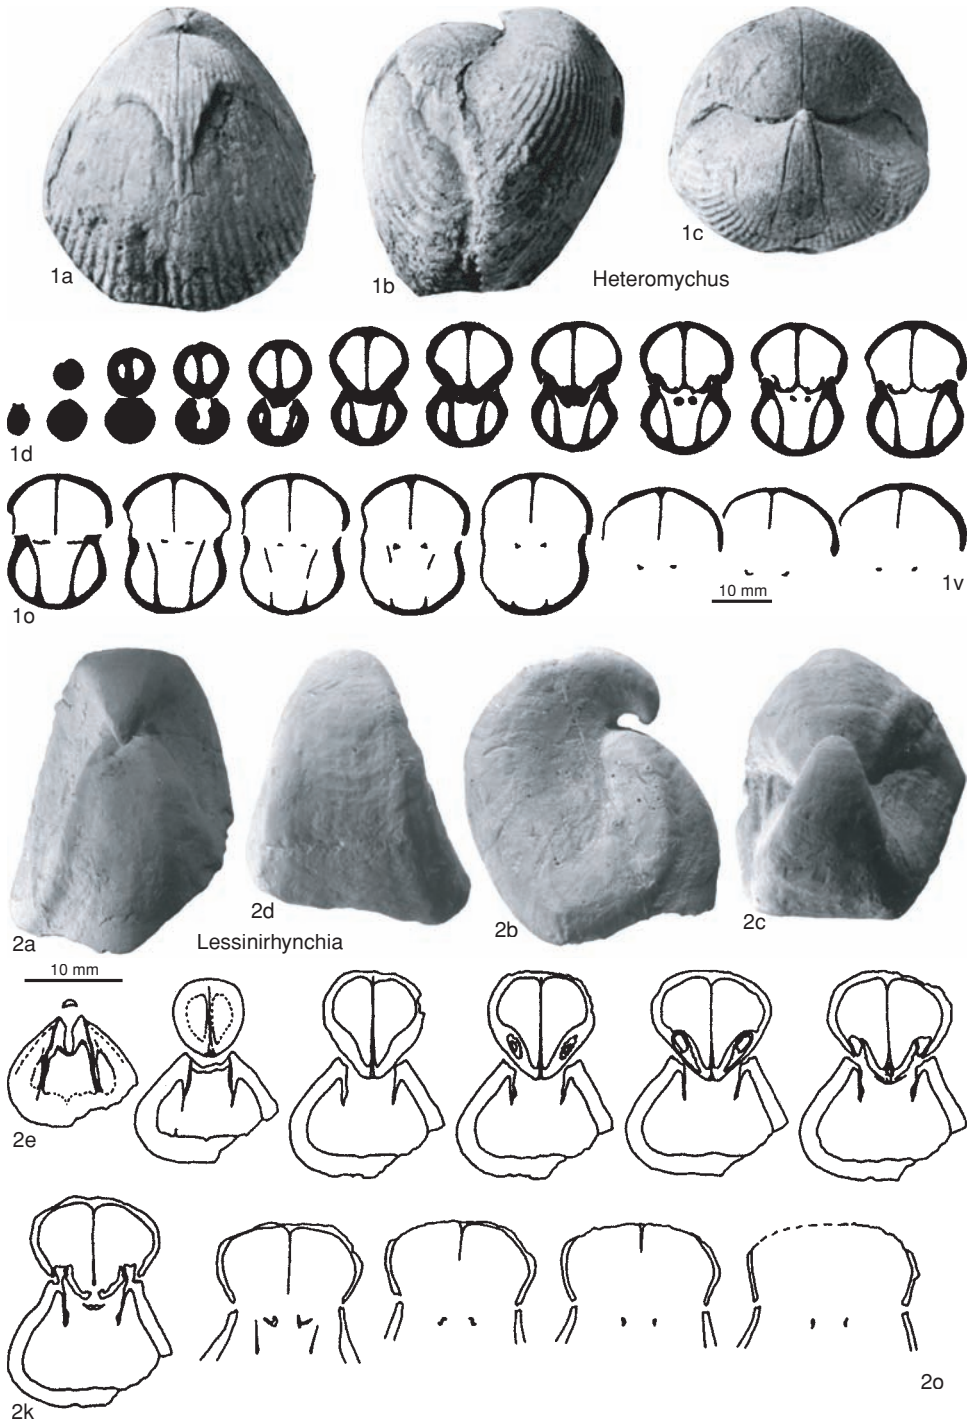 1a
1b
1c
Heteromychus
1d
1o
10 mm
1v
2a
2d
2b
2c
Lessinirhynchia
10 mm
2e
2k
2o